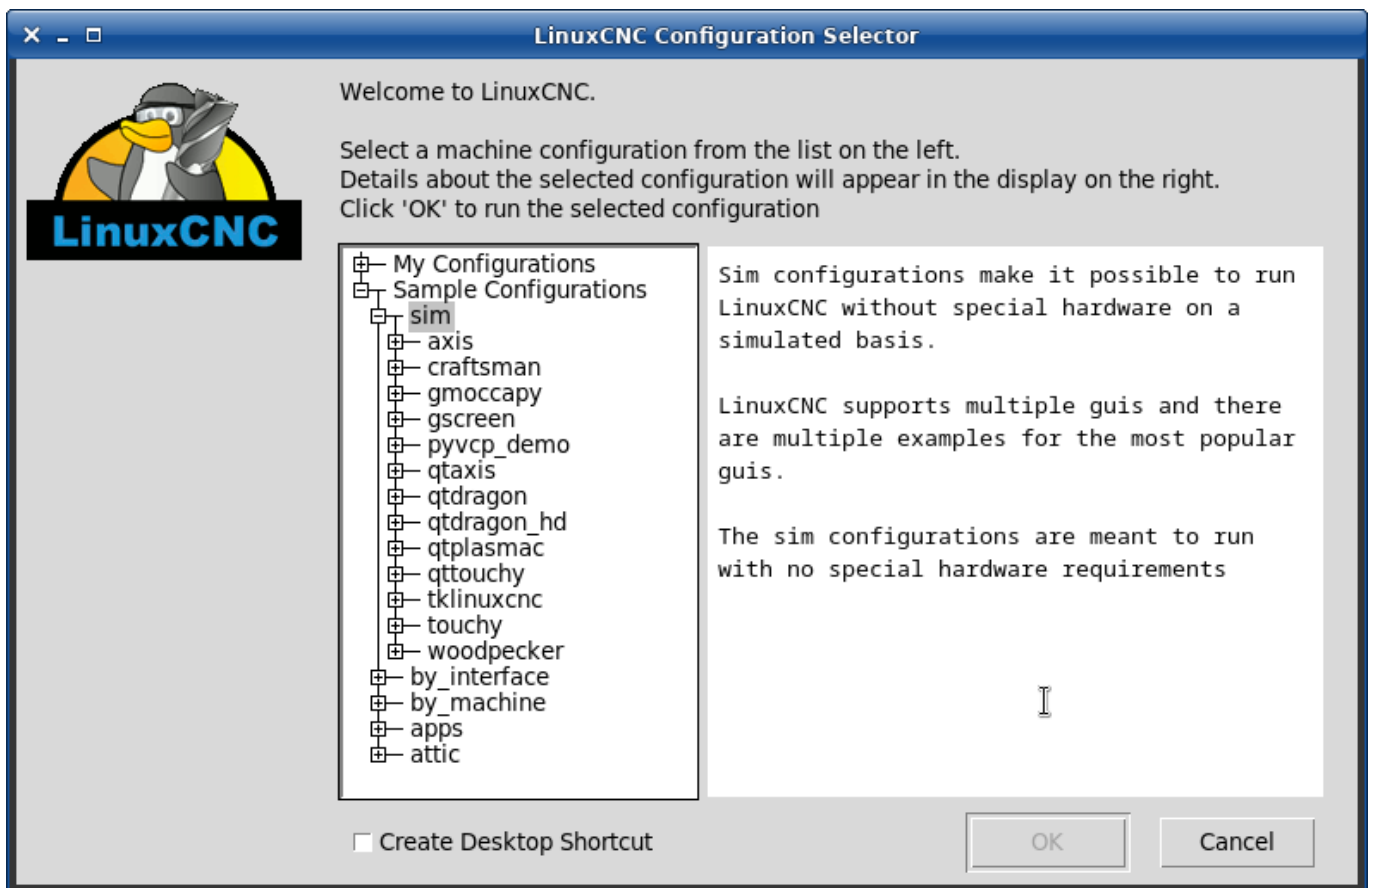 LinuxCNC Configuration Selector
LinuxCNC
Welcome to LinuxCNC.
Select a machine configuration from the list on the left.
Details about the selected configuration will appear in the display on the right.
Click 'OK' to run the selected configuration
My Configurations
Sample Configurations
sim
axis
craftsman
gmoccapy
gscreen
pyvcp_demo
qtaxis
qtdragon
qtdragon_hd
qtplasmac
qttouchy
tklinuxcnc
touchy
woodpecker
by_interface
by_machine
apps
attic
Sim configurations make it possible to run
LinuxCNC without special hardware on a
simulated basis.
LinuxCNC supports multiple guis and there
are multiple examples for the most popular
guis.
The sim configurations are meant to run
with no special hardware requirements
Create Desktop Shortcut
OK
Cancel